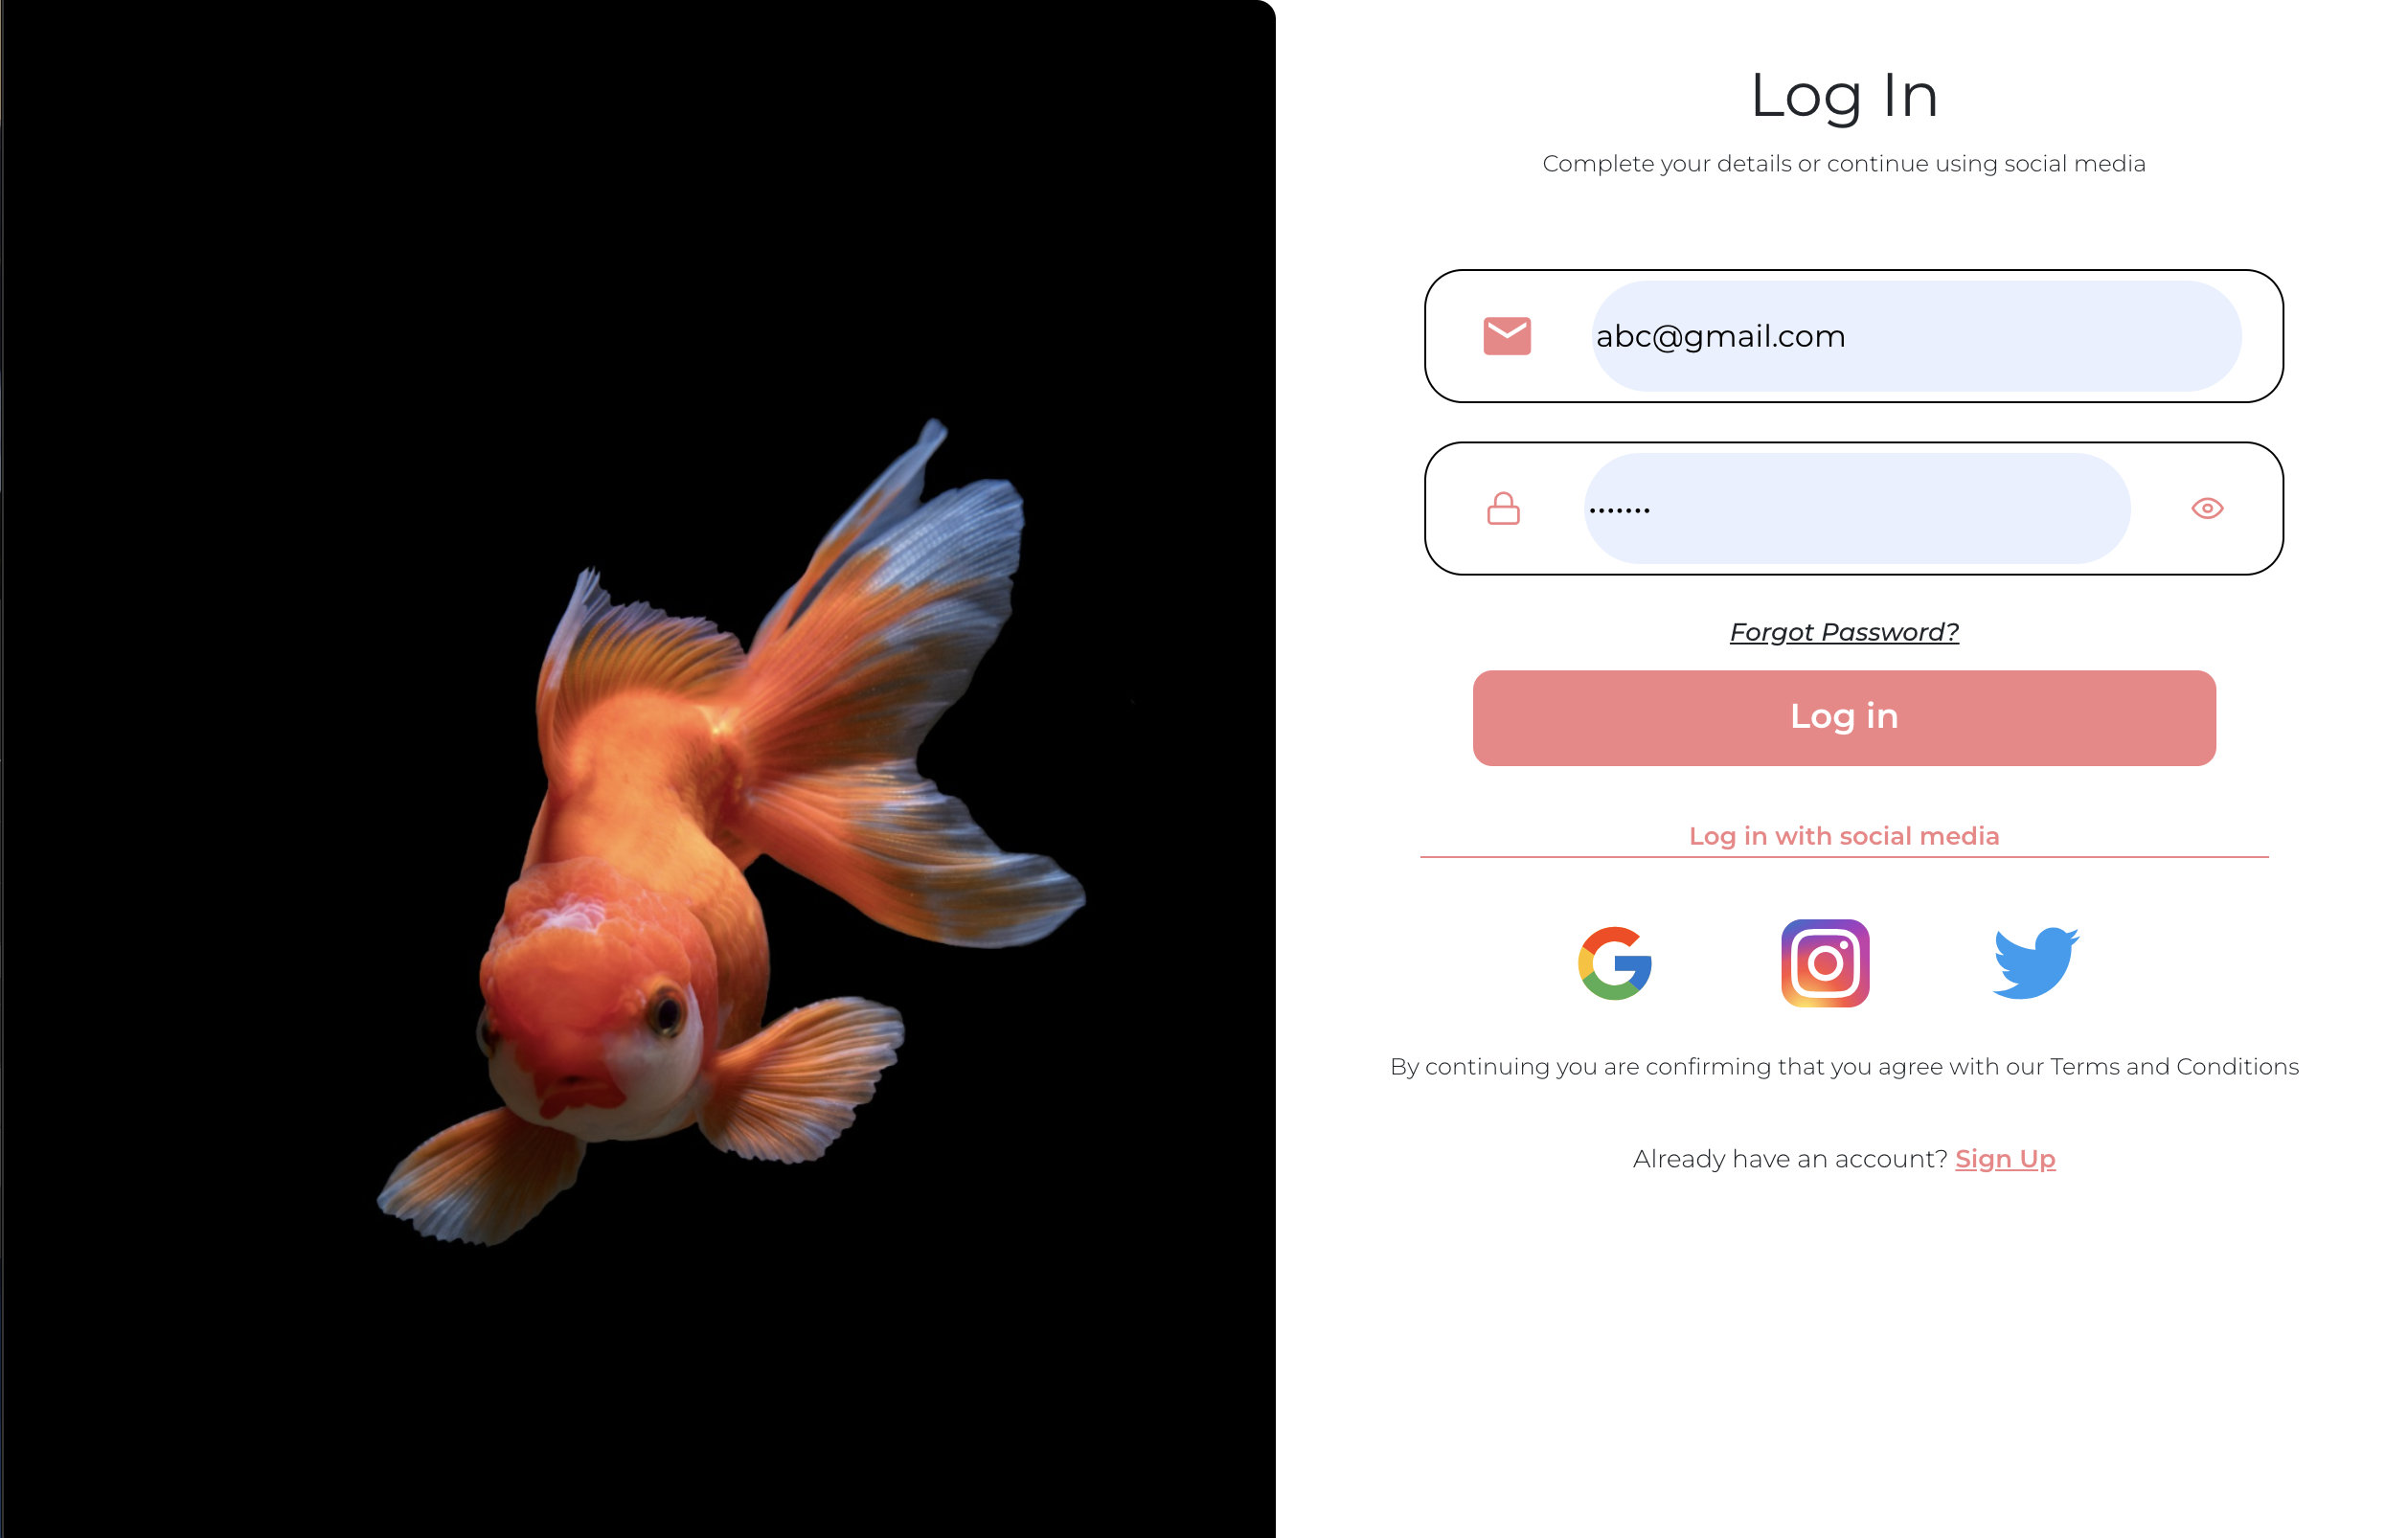 Log In
Complete your details or continue using social media
abc@gmail.com
•••••••
Forgot Password?
Log in
Log in with social media
By continuing you are confirming that you agree with our Terms and Conditions
Already have an account? Sign Up